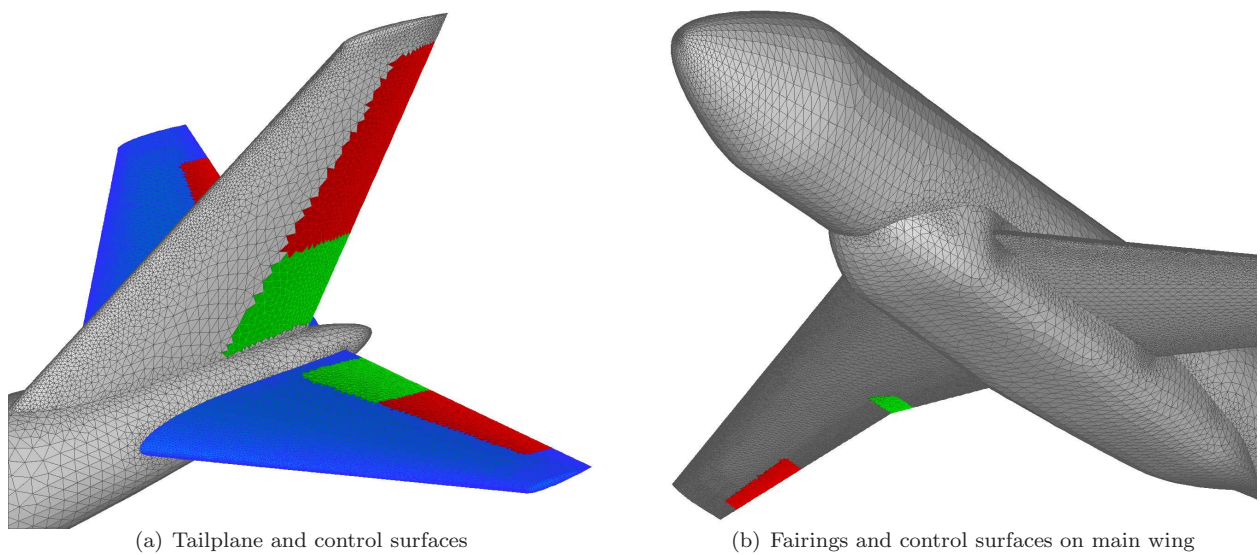 (a) Tailplane and control surfaces
(b) Fairings and control surfaces on main wing